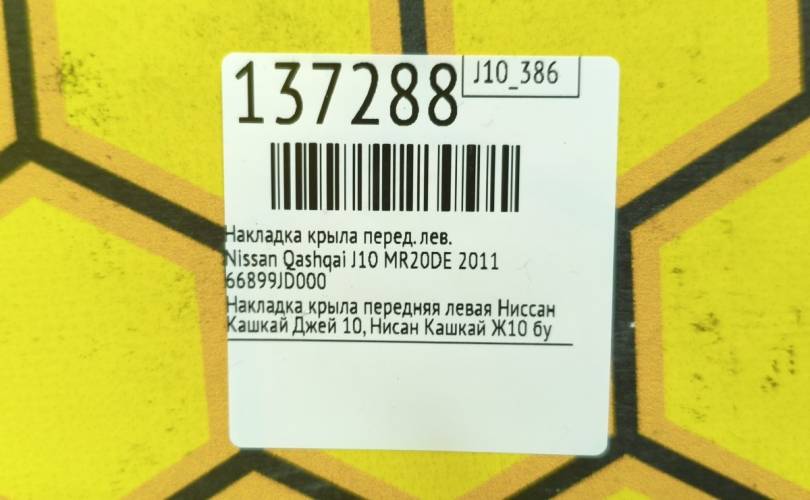 137288
J10_386
Накладка крыла перед. лев.
Nissan Qashqai J10 MR20DE 2011
66899JD000
Накладка крыла передняя левая Ниссан
Кашкай Джей 10, Нисан Кашкай Ж10 бу